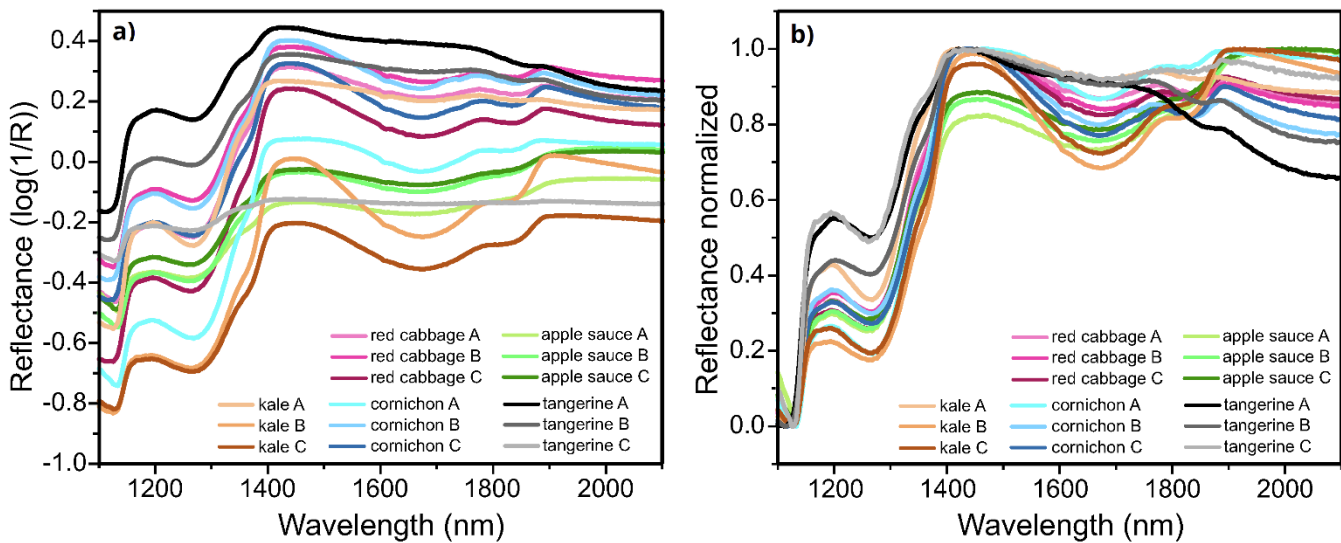 a)
Reflectance (log(1/R))
0.4
0.2
0.0
-0.2
-0.4
-0.6
-0.8
-1.0
red cabbage A
red cabbage B
red cabbage C
apple sauce A
apple sauce B
apple sauce C
kale A
kale B
kale C
cornichon A
cornichon B
cornichon C
tangerine A
tangerine B
tangerine C
1200 1400 1600 1800 2000
Wavelength (nm)
b)
Reflectance normalized
1.0
0.8
0.6
0.4
0.2
0.0
red cabbage A
red cabbage B
red cabbage C
apple sauce A
apple sauce B
apple sauce C
kale A
kale B
kale C
cornichon A
cornichon B
cornichon C
tangerine A
tangerine B
tangerine C
1200 1400 1600 1800 2000
Wavelength (nm)